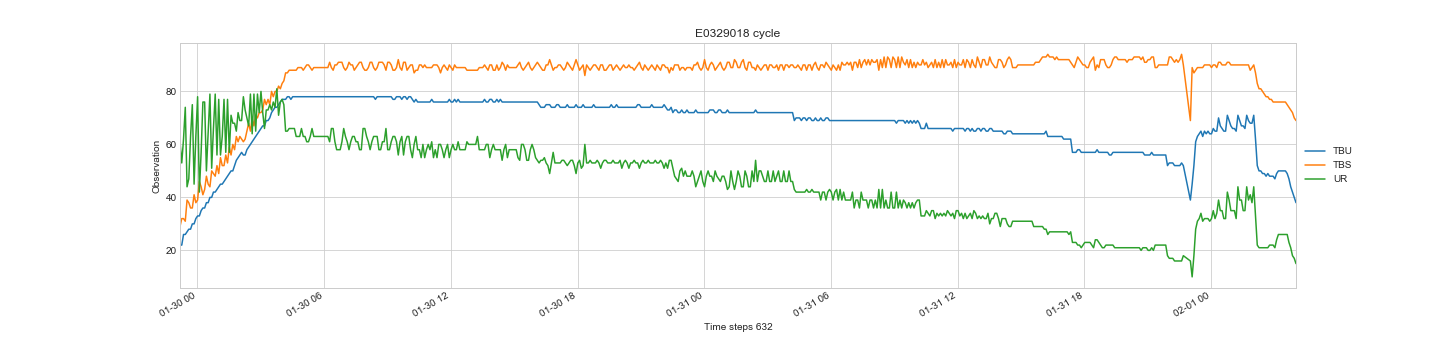 E0329018 cycle
Observation
80
60
40
20
01-30 00
01-30 06
01-30 12
01-30 18
01-31 00
01-31 06
01-31 12
01-31 18
02-01 00
Time steps 632
TBU
TBS
UR